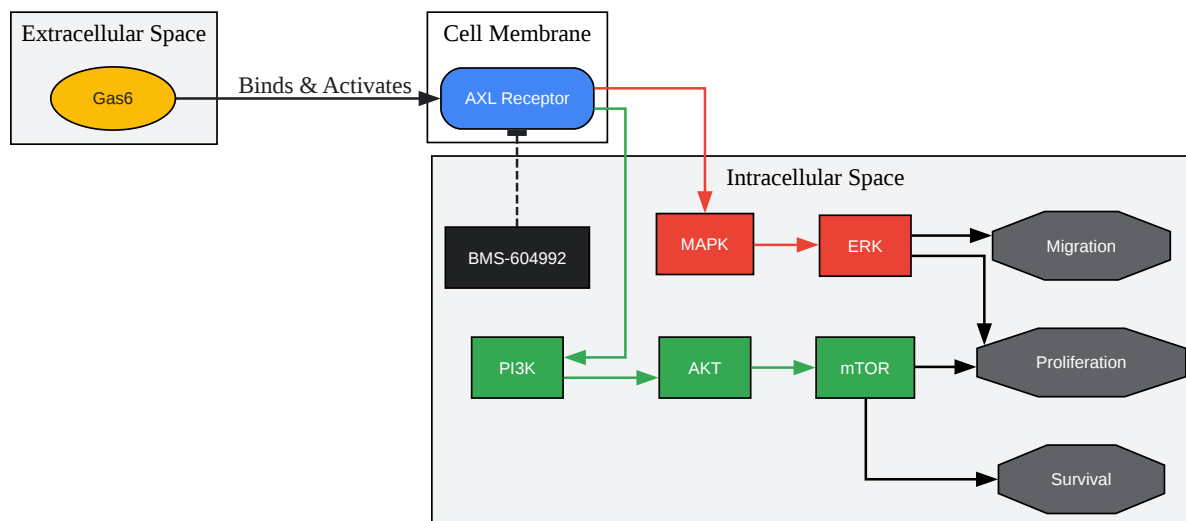 Extracellular Space
Cell Membrane
Gas6
Binds & Activates
AXL Receptor
Intracellular Space
MAPK
ERK
Migration
BMS-604992
PI3K
AKT
mTOR
Proliferation
Survival